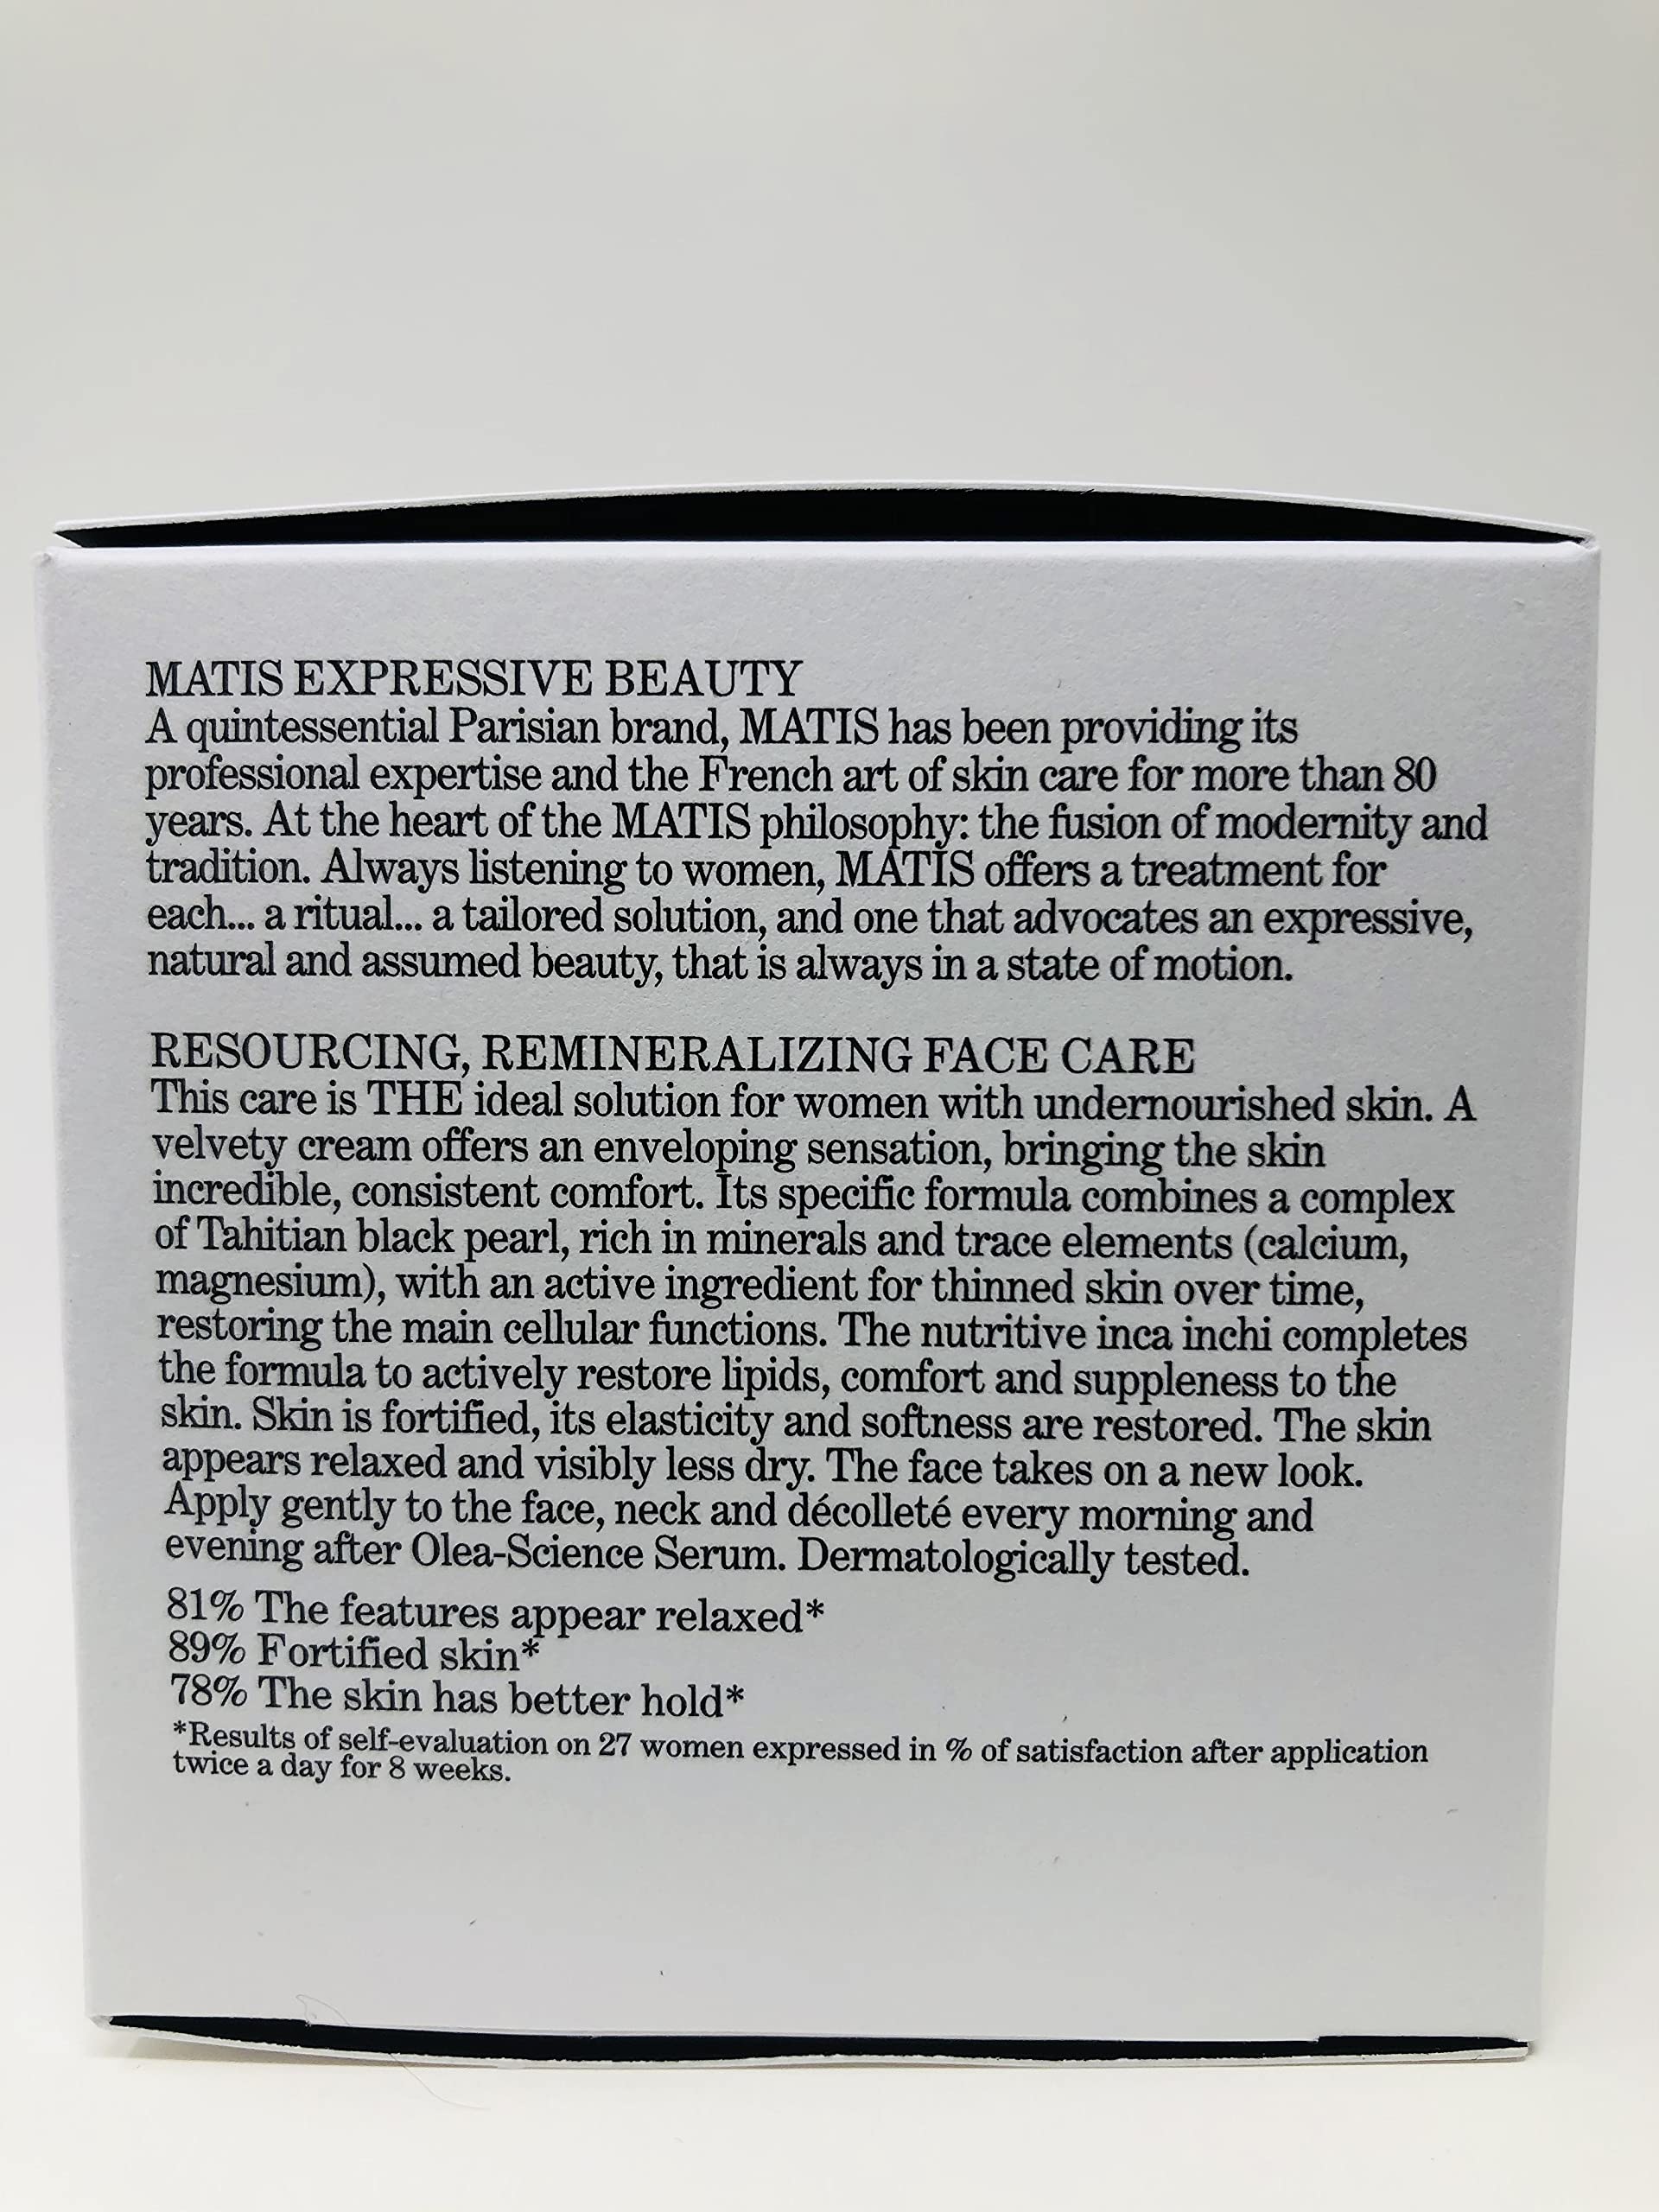 MATIS EXPRESSIVE BEAUTY
A quintessential Parisian brand, MATIS has been providing its
professional expertise and the French art of skin care for more than 80
years. At the heart of the MATIS philosophy: the fusion of modernity and
tradition. Always listening to women, MATIS offers a treatment for
each... a ritual... a tailored solution, and one that advocates an expressive,
natural and assumed beauty, that is always in a state of motion.
RESOURCING, REMINERALIZING FACE CARE
This care is THE ideal solution for women with undernourished skin. A
velvety cream offers an enveloping sensation, bringing the skin
incredible, consistent comfort. Its specific formula combines a complex
of Tahitian black pearl, rich in minerals and trace elements (calcium,
magnesium), with an active ingredient for thinned skin over time,
restoring the main cellular functions. The nutritive inca inchi completes
the formula to actively restore lipids, comfort and suppleness to the
skin. Skin is fortified, its elasticity and softness are restored. The skin
appears relaxed and visibly less dry. The face takes on a new look.
Apply gently to the face, neck and décolleté every morning and
evening after Olea-Science Serum. Dermatologically tested.
81% The features appear relaxed*
89% Fortified skin*
78% The skin has better hold*
*Results of self-evaluation on 27 women expressed in % of satisfaction after application
twice a day for 8 weeks.